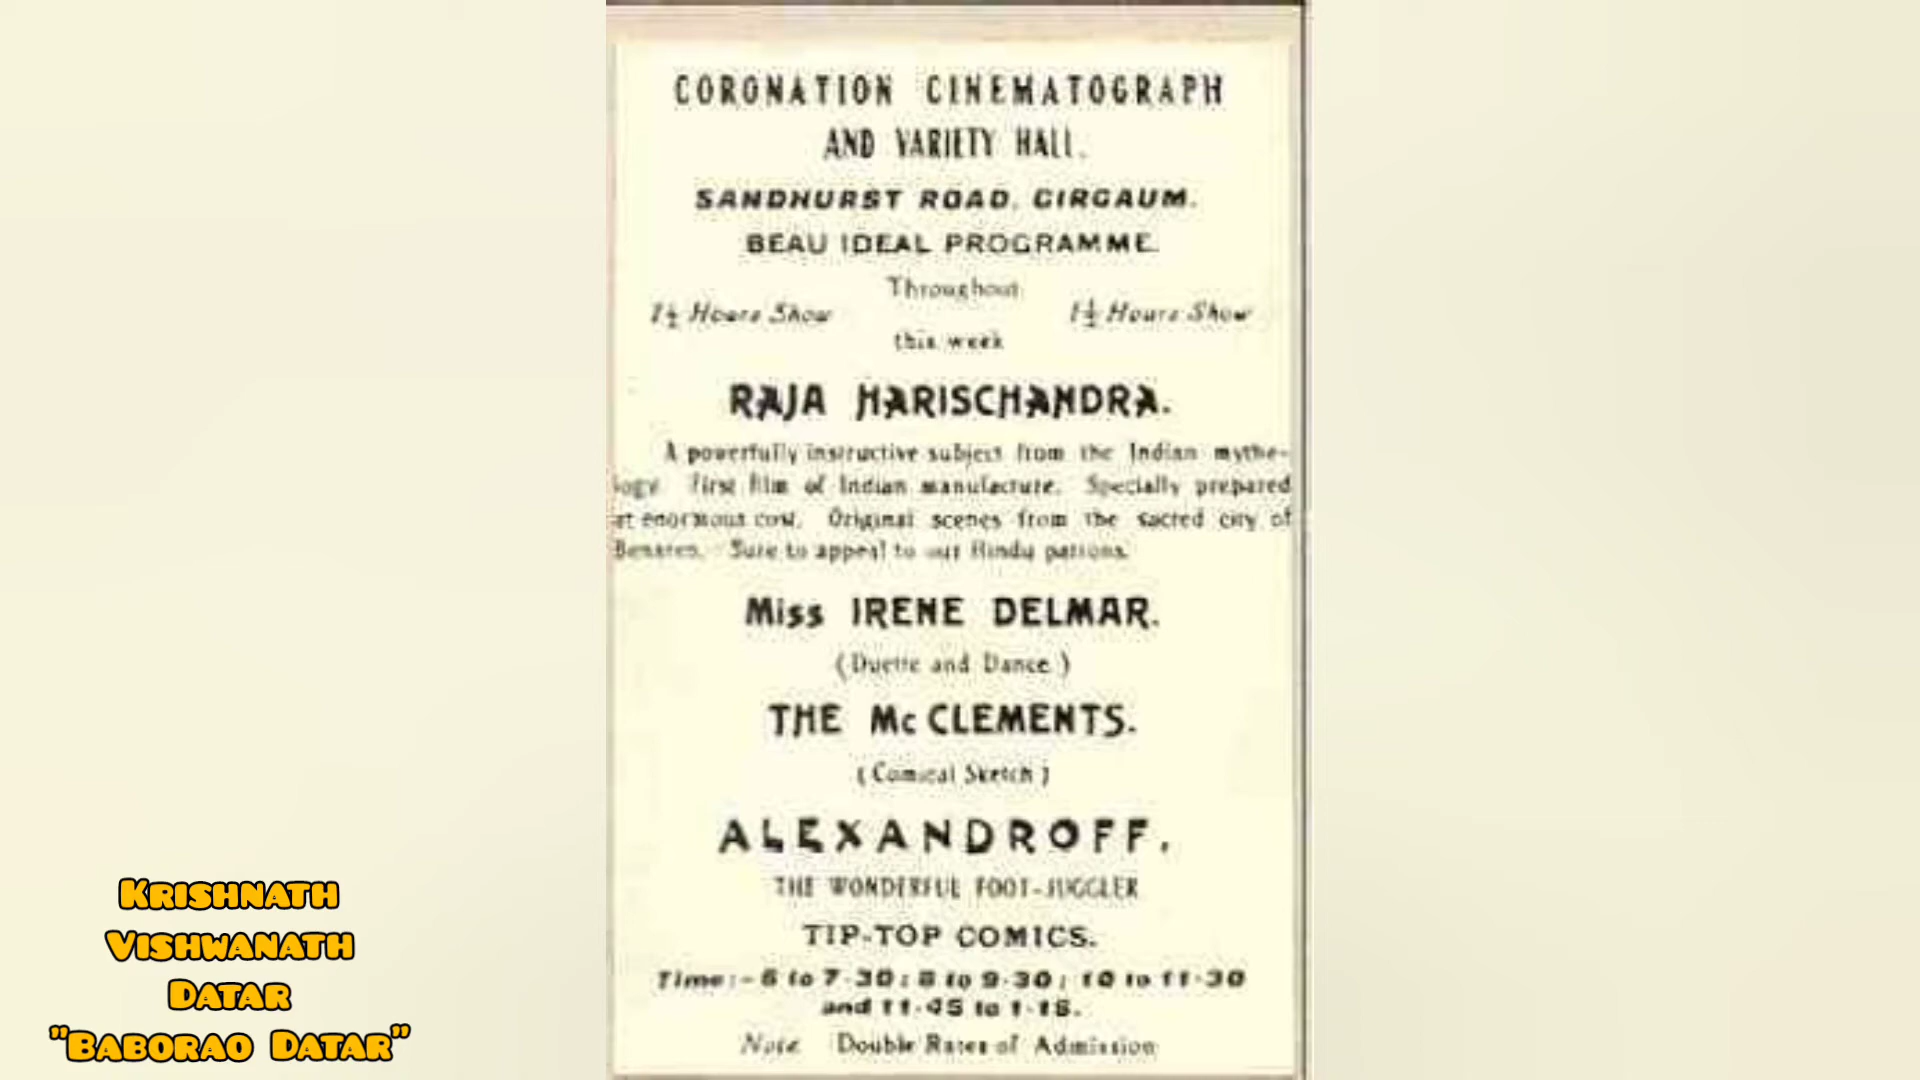 CORONATION CINEMATOGRAPH
AND VARIETY HALL.
SANDHURST ROAD, GIRGAUM.
BEAU IDEAL PROGRAMME.
Throughout
1½ Hours Show 1½ Hours Show
this week
RAJA HARISCHANDRA.
A powerfully instructive subject from the Indian mytho-
logy. First film of Indian manufacture. Specially prepared
at enormous cost. Original scenes from the sacred city of
Benares. Sure to appeal to our Hindu patrons.
Miss IRENE DELMAR.
(Duette and Dance)
THE Mc CLEMENTS.
(Comical Sketch)
ALEXANDROFF,
THE WONDERFUL FOOT-JUGGLER
TIP-TOP COMICS.
Time:- 6 to 7-30; 8 to 9-30; 10 to 11-30
and 11-45 to 1-15.
Note Double Rates of Admission
KRISHNATH
VISHWANATH
DATAR
"BABORAO DATAR"